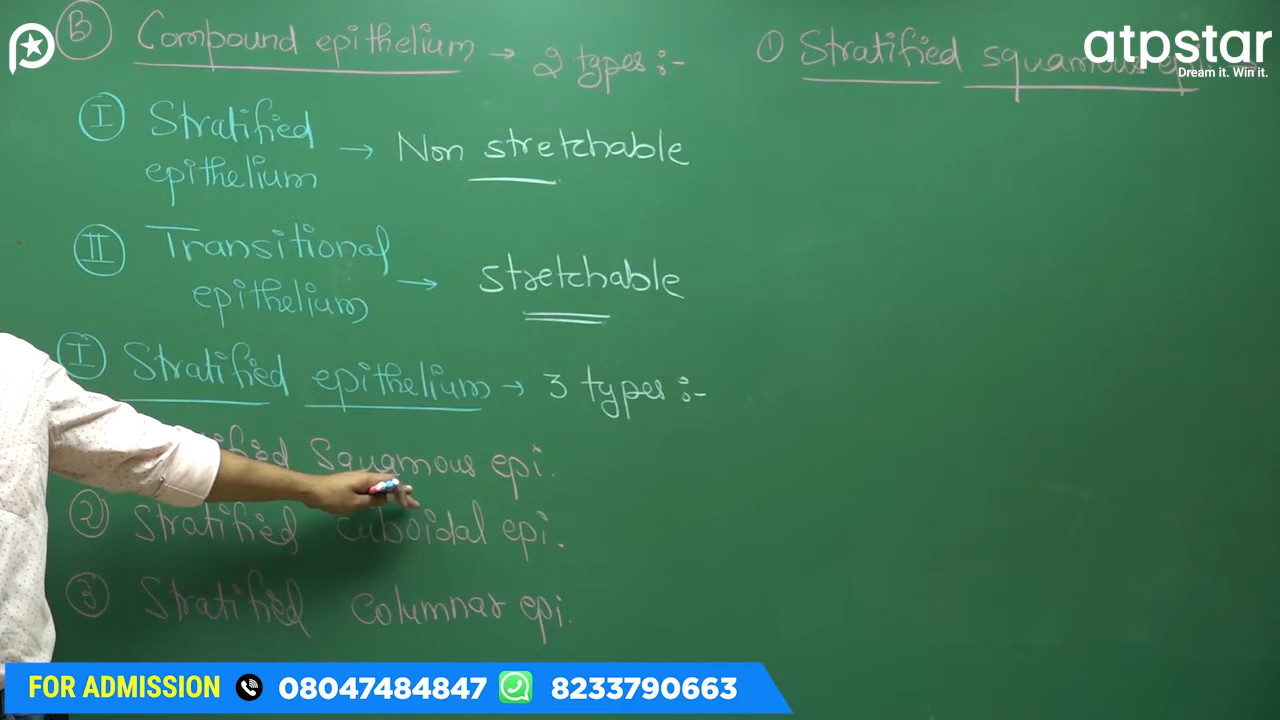 Ⓑ Compound epithelium → 2 types :-
Ⓘ Stratified epithelium → Non stretchable
Ⓘⓘ Transitional epithelium → stretchable
Ⓘ Stratified epithelium → 3 types :-
Squamous epi.
② Stratified Cuboidal epi.
③ Stratified Columnar epi.
① Stratified squamous epi
atpstar
Dream it. Win it.
FOR ADMISSION 08047484847 8233790663